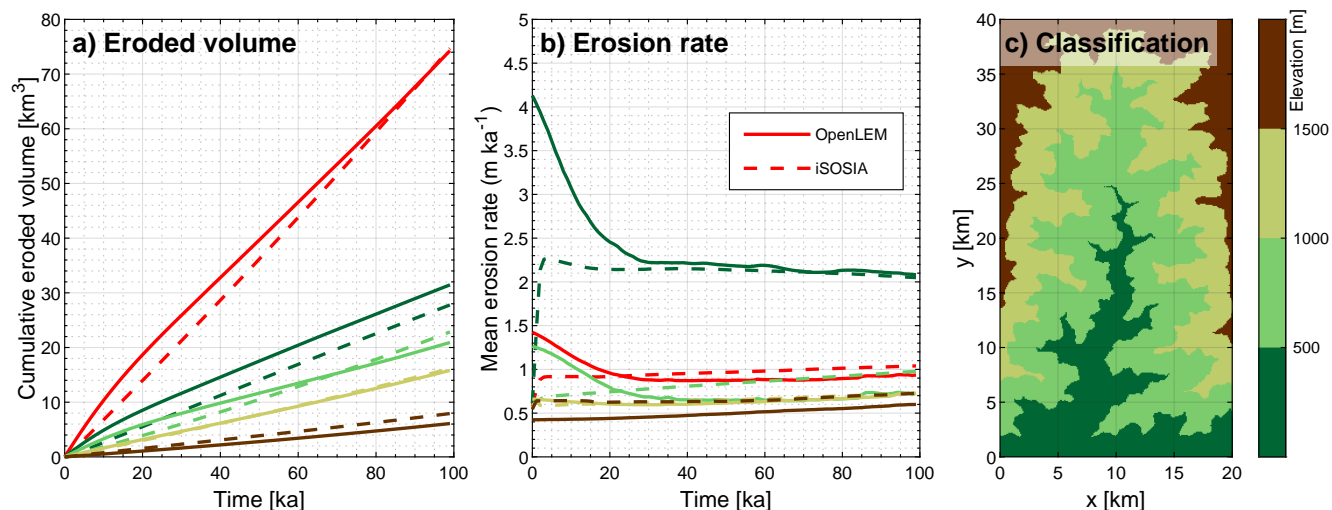 a) Eroded volume
Cumulative eroded volume [km³]
80
70
60
50
40
30
20
10
0
0 20 40 60 80 100
Time [ka]
b) Erosion rate
Mean erosion rate (m ka⁻¹)
5
4.5
4
3.5
3
2.5
2
1.5
1
0.5
0
0 20 40 60 80 100
Time [ka]
OpenLEM
iSOSIA
c) Classification
y [km]
40
35
30
25
20
15
10
5
0
0 5 10 15 20
x [km]
Elevation [m]
1500
1000
500